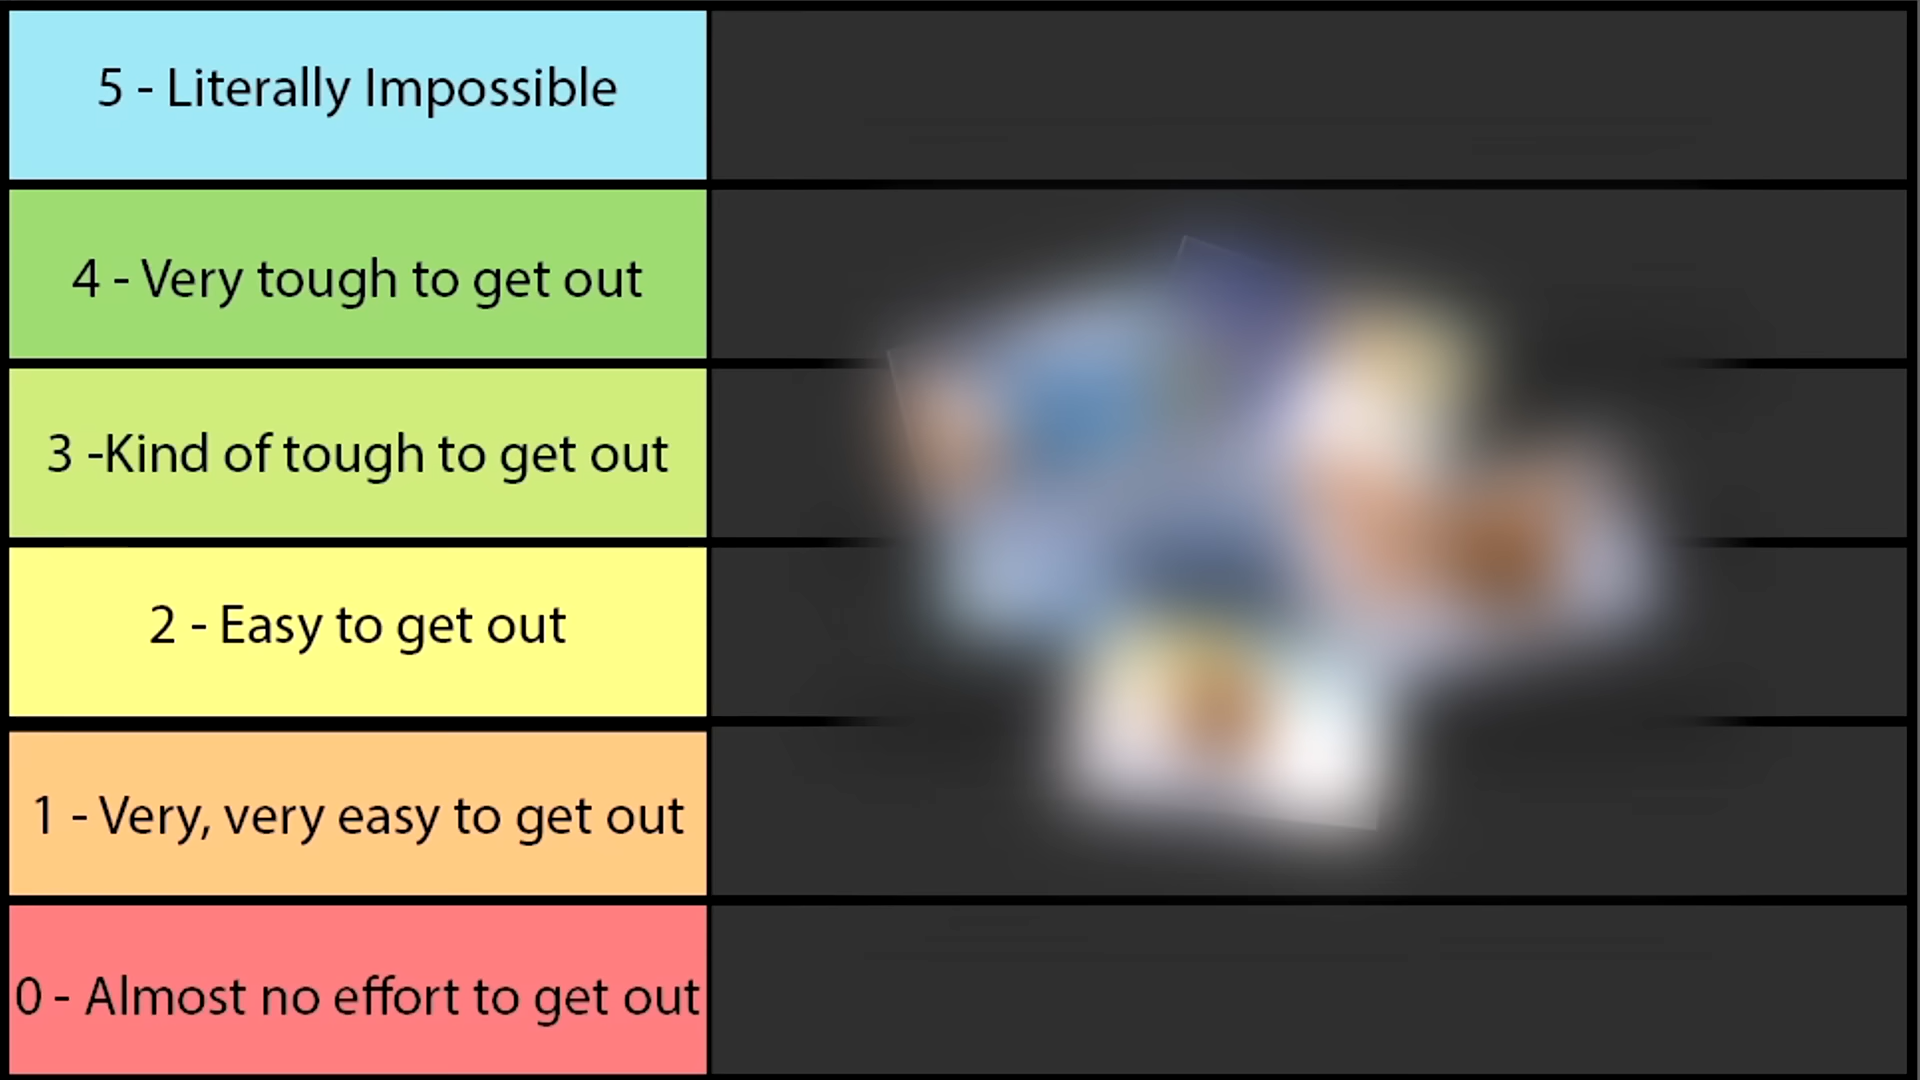 5 - Literally Impossible
4 - Very tough to get out
3 -Kind of tough to get out
2 - Easy to get out
1 - Very, very easy to get out
0 - Almost no effort to get out